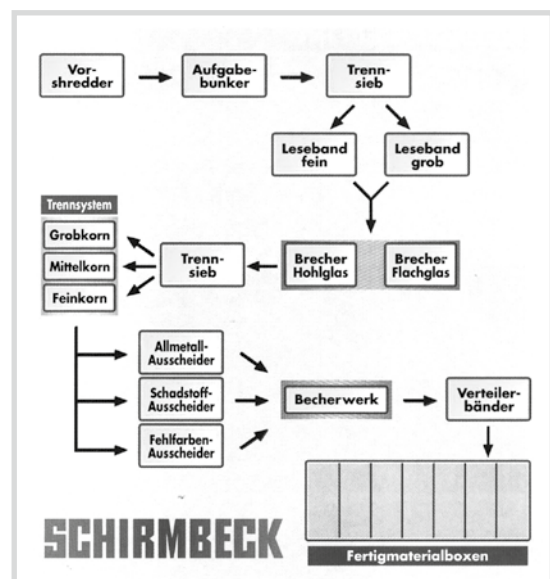 Vor-
shredder
Aufgabe-
bunker
Trenn-
sieb
Leseband
fein
Leseband
grob
Trennsystem
Grobkorn
Mittelkorn
Feinkorn
Trenn-
sieb
Brecher
Hohlglas
Brecher
Flachglas
Allmetall-
Ausscheider
Schadstoff-
Ausscheider
Fehlfarben-
Ausscheider
Becherwerk
Verteiler-
bänder
SCHIRMBECK
Fertigmaterialboxen